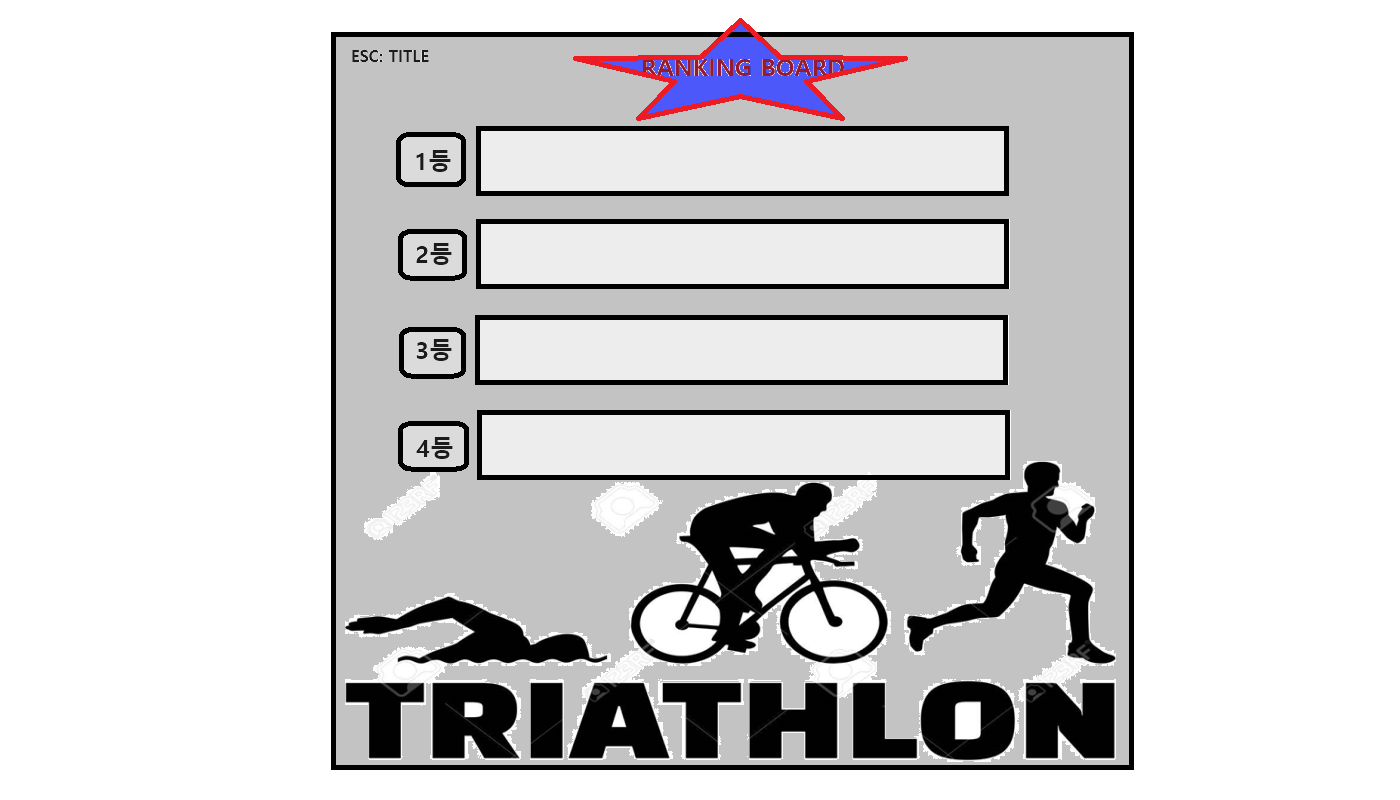 ESC: TITLE
RANKING BOARD
1등
2등
3등
4등
TRIATHLON